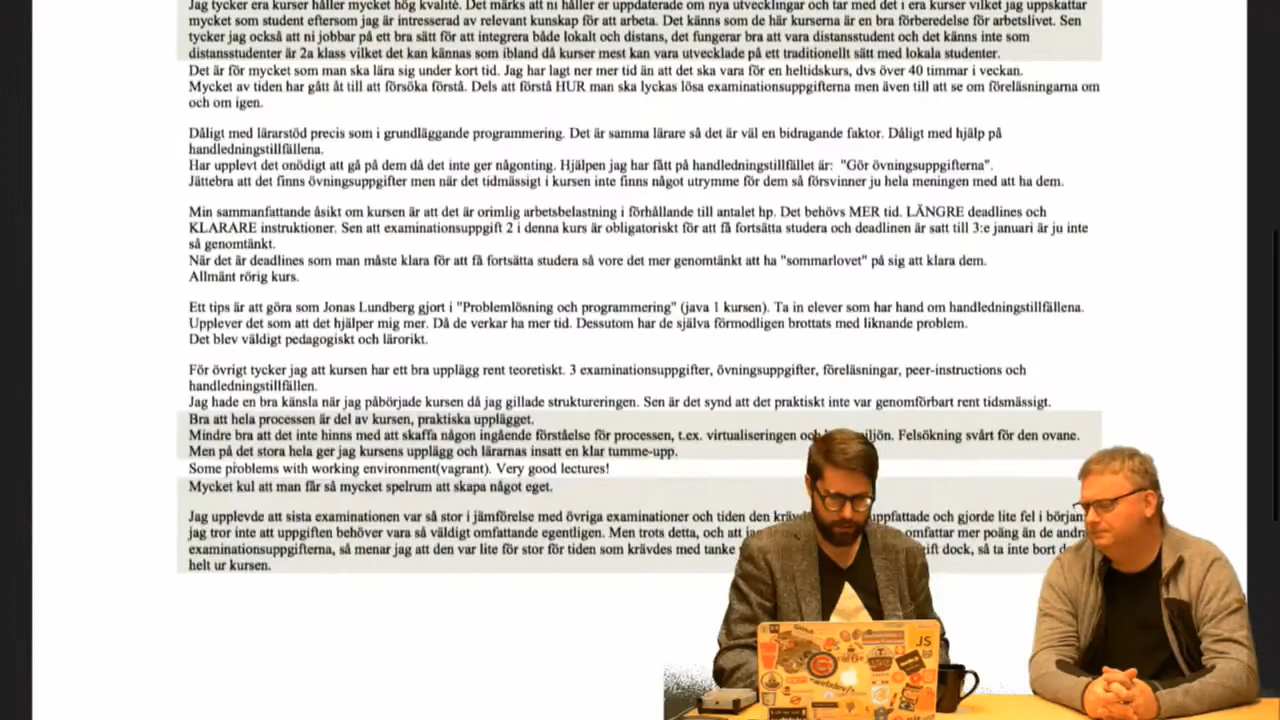 Jag tycker era kurser håller mycket hög kvalité. Det märks att ni håller er uppdaterade om nya utvecklingar och tar med det i era kurser vilket jag uppskattar
mycket som student eftersom jag är intresserad av relevant kunskap för att arbeta. Det känns som de här kurserna är en bra förberedelse för arbetslivet. Sen
tycker jag också att ni jobbar på ett bra sätt för att integrera både lokalt och distans, det fungerar bra att vara distansstudent och det känns inte som
distansstudenter är 2a klass vilket det kan kännas som ibland då kurser mest kan vara utvecklade på ett traditionellt sätt med lokala studenter.
Det är för mycket som man ska lära sig under kort tid. Jag har lagt ner mer tid än att det ska vara för en heltidskurs, dvs över 40 timmar i veckan.
Mycket av tiden har gått åt till att försöka förstå. Dels att förstå HUR man ska lyckas lösa examinationsuppgifterna men även till att se om föreläsningarna om
och om igen.
Dåligt med lärarstöd precis som i grundläggande programmering. Det är samma lärare så det är väl en bidragande faktor. Dåligt med hjälp på
handledningstillfällena.
Har upplevt det onödigt att gå på dem då det inte ger någonting. Hjälpen jag har fått på handledningstillfället är: "Gör övningsuppgifterna".
Jättebra att det finns övningsuppgifter men när det tidmässigt i kursen inte finns något utrymme för dem så försvinner ju hela meningen med att ha dem.
Min sammanfattande åsikt om kursen är att det är orimlig arbetsbelastning i förhållande till antalet hp. Det behövs MER tid. LÄNGRE deadlines och
KLARARE instruktioner. Sen att examinationsuppgift 2 i denna kurs är obligatoriskt för att få fortsätta studera och deadlinen är satt till 3:e januari är ju inte
så genomtänkt.
När det är deadlines som man måste klara för att få fortsätta studera så vore det mer genomtänkt att ha "sommarlovet" på sig att klara dem.
Allmänt rörig kurs.
Ett tips är att göra som Jonas Lundberg gjort i "Problemlösning och programmering" (java 1 kursen). Ta in elever som har hand om handledningstillfällena.
Upplever det som att det hjälper mig mer. Då de verkar ha mer tid. Dessutom har de själva förmodligen brottats med liknande problem.
Det blev väldigt pedagogiskt och lärorikt.
För övrigt tycker jag att kursen har ett bra upplägg rent teoretiskt. 3 examinationsuppgifter, övningsuppgifter, föreläsningar, peer-instructions och
handledningstillfällen.
Jag hade en bra känsla när jag påbörjade kursen då jag gillade struktureringen. Sen är det synd att det praktiskt inte var genomförbart rent tidsmässigt.
Bra att hela processen är del av kursen, praktiska upplägget.
Mindre bra att det inte hinns med att skaffa någon ingående förståelse för processen, t.ex. virtualiseringen och miljön. Felsökning svårt för den ovane.
Men på det stora hela ger jag kursens upplägg och lärarnas insatt en klar tumme-upp.
Some problems with working environment(vagrant). Very good lectures!
Mycket kul att man får så mycket spelrum att skapa något eget.
Jag upplevde att sista examinationen var så stor i jämförelse med övriga examinationer och tiden den uppfattade och gjorde lite fel i början
jag tror inte att uppgiften behöver vara så väldigt omfattande egentligen. Men trots detta, och att omfattar mer poäng än de
examinationsuppgifterna, så menar jag att den var lite för stor för tiden som krävdes med tanke dock, så ta inte bort
helt ur kursen.
JS